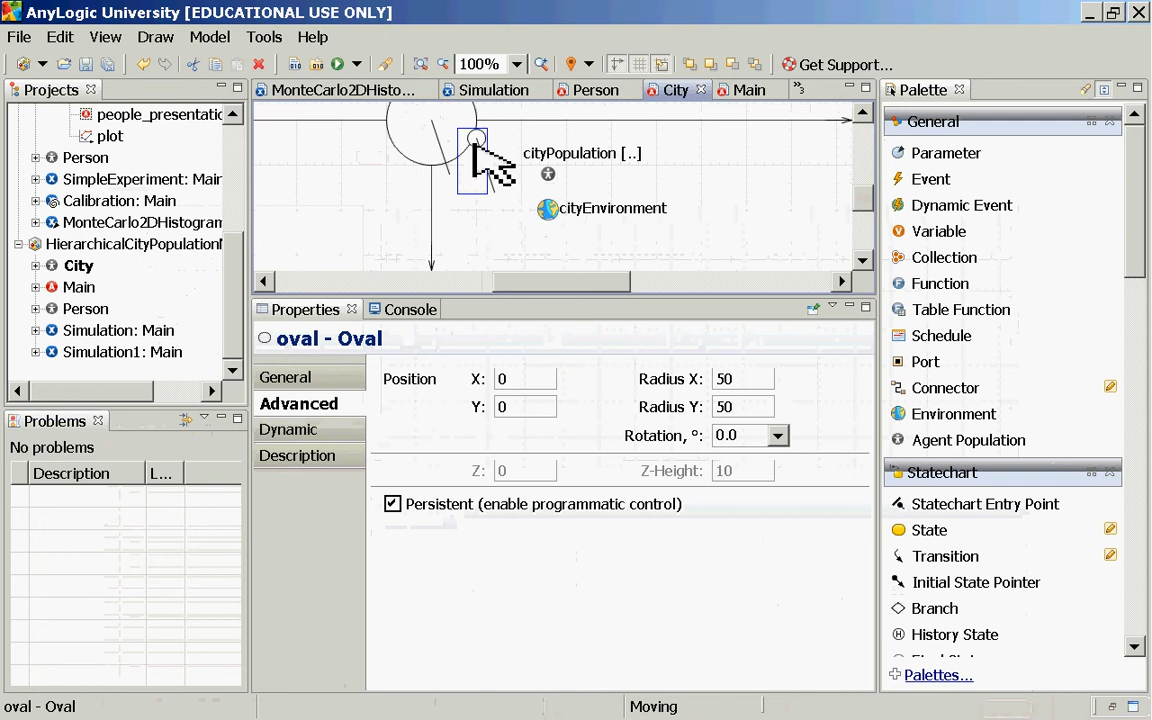 AnyLogic University [EDUCATIONAL USE ONLY]
File Edit View Draw Model Tools Help
100% Get Support...
Projects
people_presentatio
plot
Person
SimpleExperiment: Main
Calibration: Main
MonteCarlo2DHistogram
HierarchicalCityPopulation
City
Main
Person
Simulation: Main
Simulation1: Main
MonteCarlo2DHisto... Simulation Person City Main »3
cityPopulation [..]
cityEnvironment
Problems
No problems
Description L...
Properties Console
oval - Oval
General
Advanced
Dynamic
Description
Position X: 0 Radius X: 50
Y: 0 Radius Y: 50
Rotation, °: 0.0
Z: 0 Z-Height: 10
Persistent (enable programmatic control)
Palette
General
Parameter
Event
Dynamic Event
Variable
Collection
Function
Table Function
Schedule
Port
Connector
Environment
Agent Population
Statechart
Statechart Entry Point
State
Transition
Initial State Pointer
Branch
History State
Palettes...
oval - Oval Moving